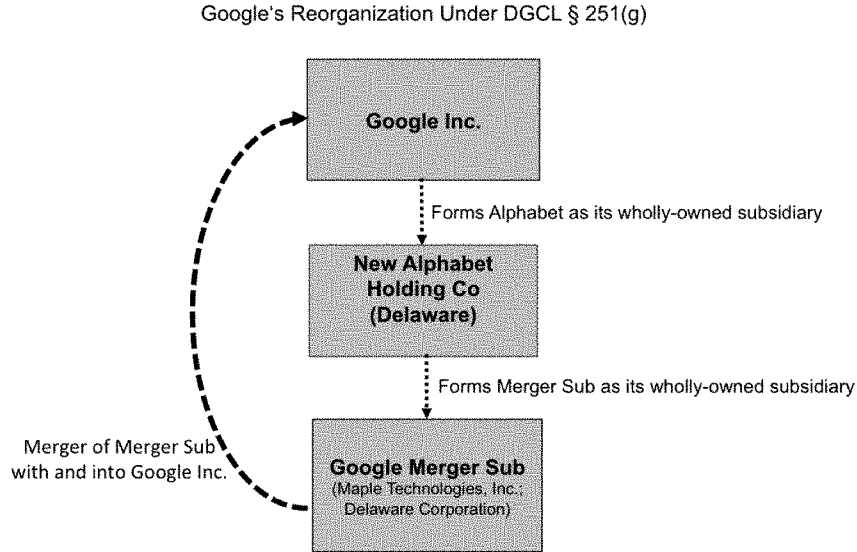 Google's Reorganization Under DGCL § 251(g)
Google Inc.
Forms Alphabet as its wholly-owned subsidiary
New Alphabet
Holding Co
(Delaware)
Forms Merger Sub as its wholly-owned subsidiary
Merger of Merger Sub
with and into Google Inc.
Google Merger Sub
(Maple Technologies, Inc.;
Delaware Corporation)